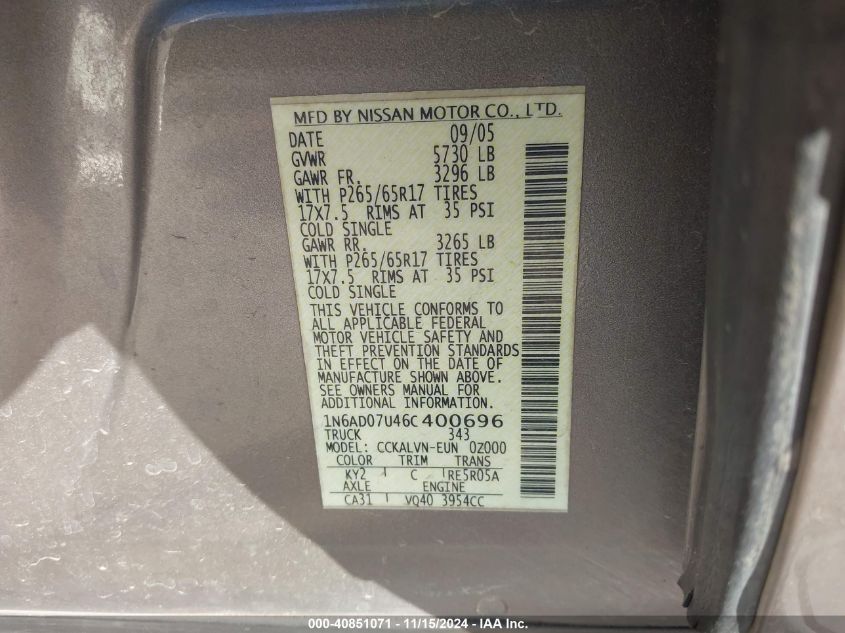 MFD BY NISSAN MOTOR CO., LTD.
DATE 09/05
GVWR 5730 LB
GAWR FR. 3296 LB
WITH P265/65R17 TIRES
17X7.5 RIMS AT 35 PSI
COLD SINGLE
GAWR RR. 3265 LB
WITH P265/65R17 TIRES
17X7.5 RIMS AT 35 PSI
COLD SINGLE
THIS VEHICLE CONFORMS TO
ALL APPLICABLE FEDERAL
MOTOR VEHICLE SAFETY AND
THEFT PREVENTION STANDARDS
IN EFFECT ON THE DATE OF
MANUFACTURE SHOWN ABOVE.
SEE OWNERS MANUAL FOR
ADDITIONAL INFORMATION.
1N6AD07U46C400696
TRUCK 343
MODEL: CCKALVN-EUN 0Z000
COLOR TRIM TRANS
KY2 C RE5R05A
AXLE ENGINE
CA31 VQ40 3954CC
000-40851071 - 11/15/2024 - IAA Inc.